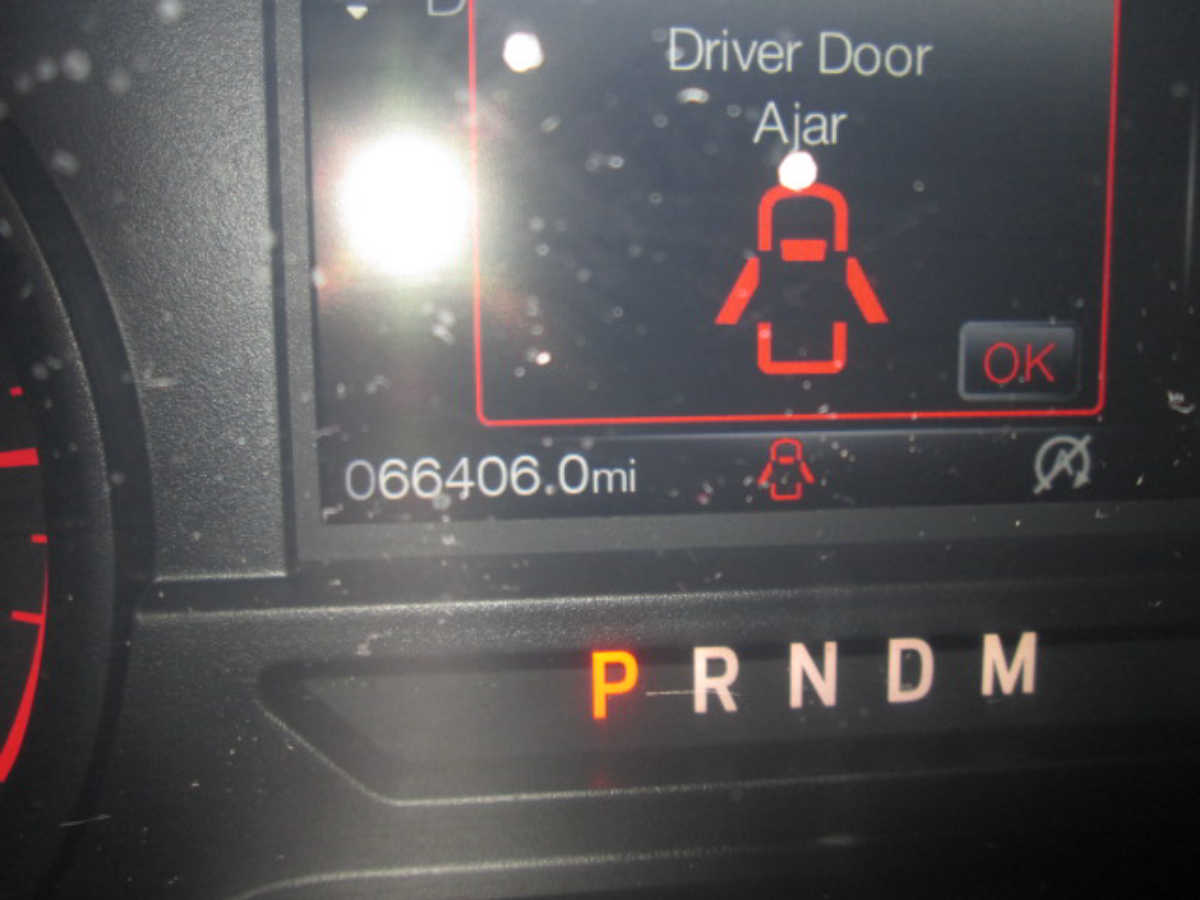 D
Driver Door
Ajar
OK
066406.0mi
A
P R N D M